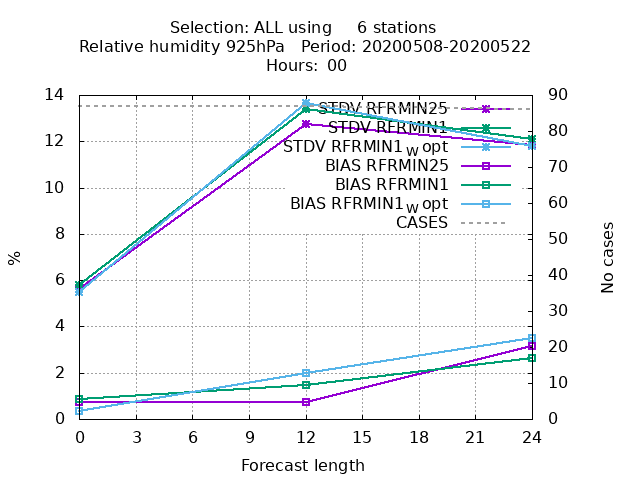 Selection: ALL using 6 stations
Relative humidity 925hPa Period: 20200508-20200522
Hours: 00
14 90
STDV RFRMIN25
80
STDV RFRMIN1
12
STDV RFRMIN1w opt
BIAS RFRMIN25
70
10
BIAS RFRMIN1
BIAS RFRMIN1w opt
60
CASES
8
50
%
No cases
6
40
30
4
20
2
10
0 0
0 3 6 9 12 15 18 21 24
Forecast length